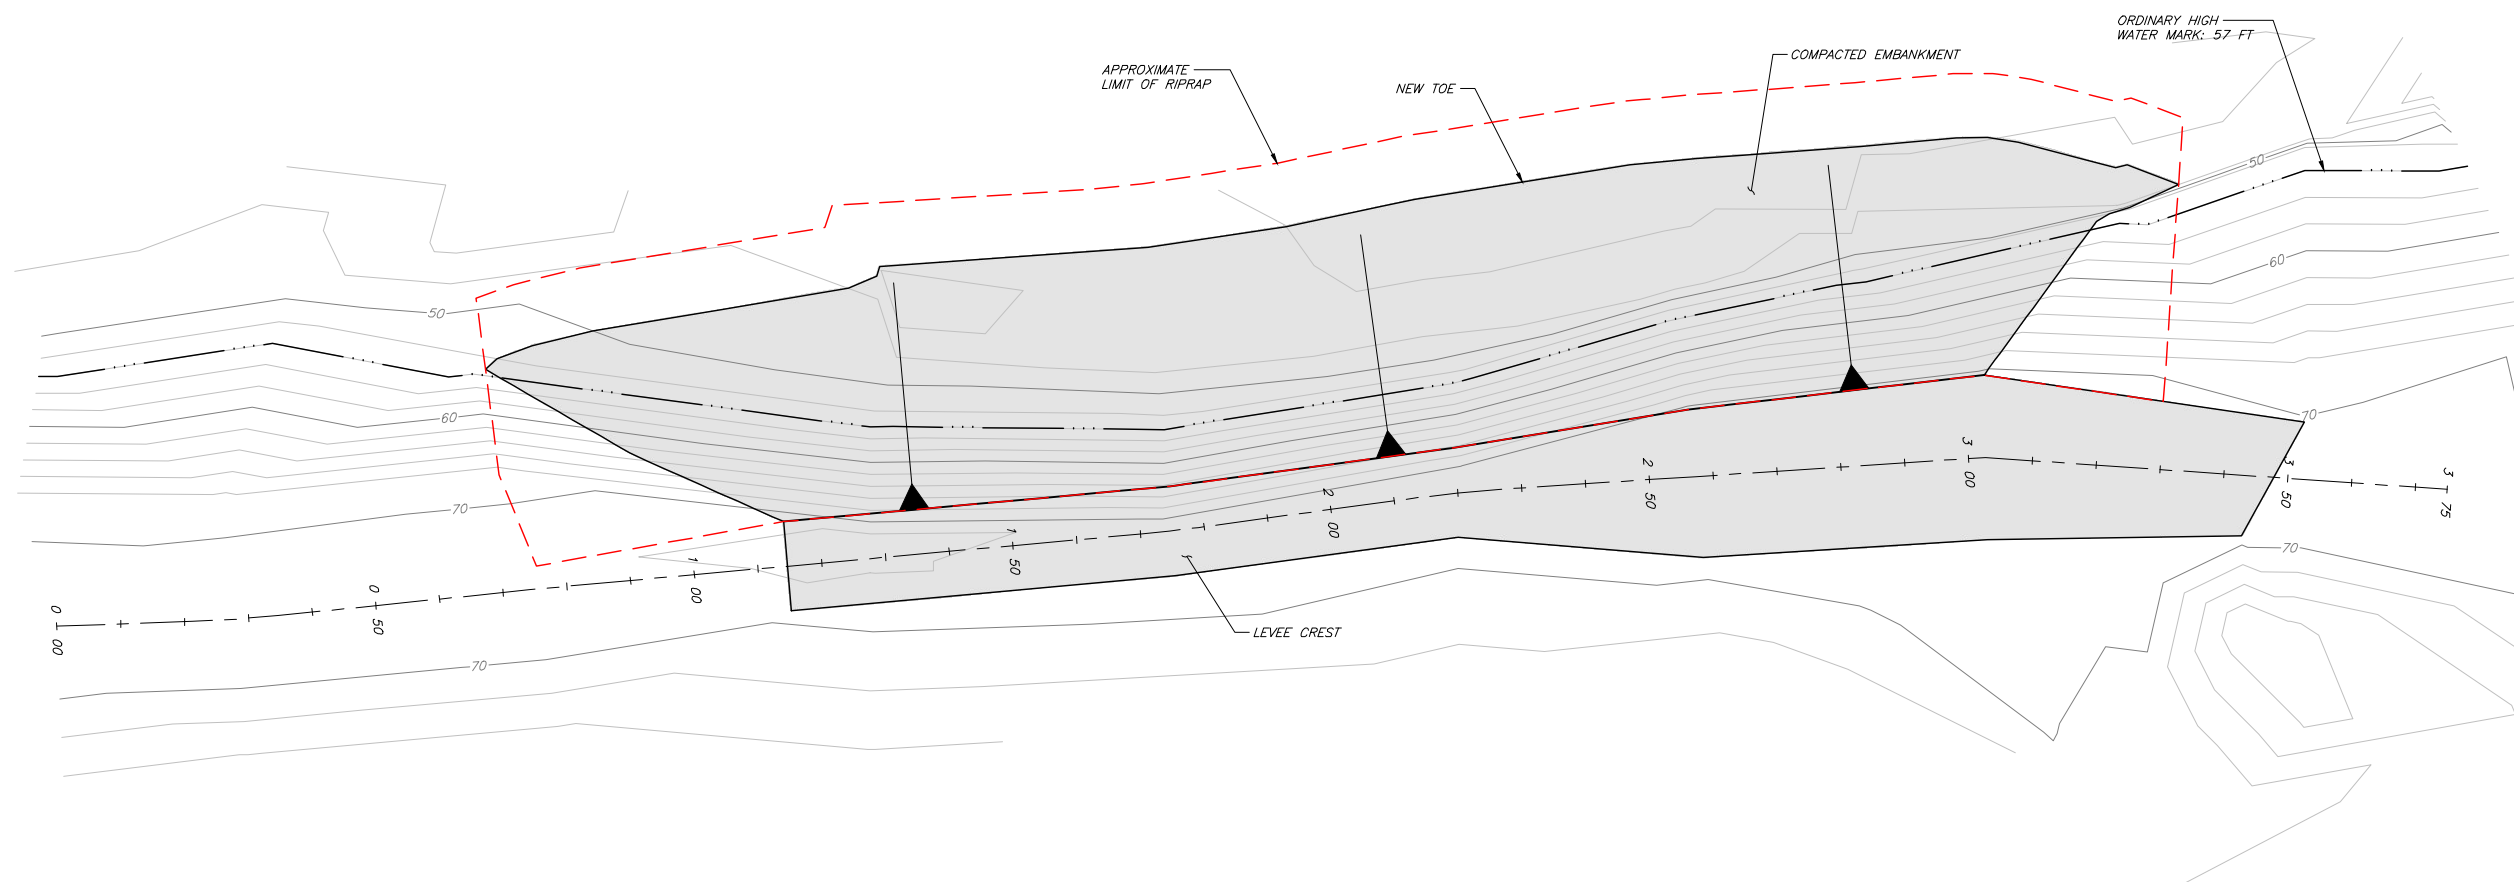 ORDINARY HIGH
WATER MARK: 57 FT
COMPACTED EMBANKMENT
APPROXIMATE
LIMIT OF RIPRAP
NEW TOE
50
60
70
50
60
70
70
70
0 00
0 50
1 00
1 50
2 00
2 50
3 00
3 50
3 75
LEVEE CREST